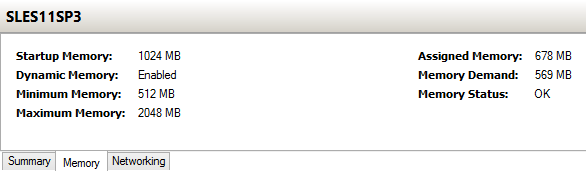 SLES11SP3
Startup Memory: 1024 MB Assigned Memory: 678 MB
Dynamic Memory: Enabled Memory Demand: 569 MB
Minimum Memory: 512 MB Memory Status: OK
Maximum Memory: 2048 MB
Summary Memory Networking